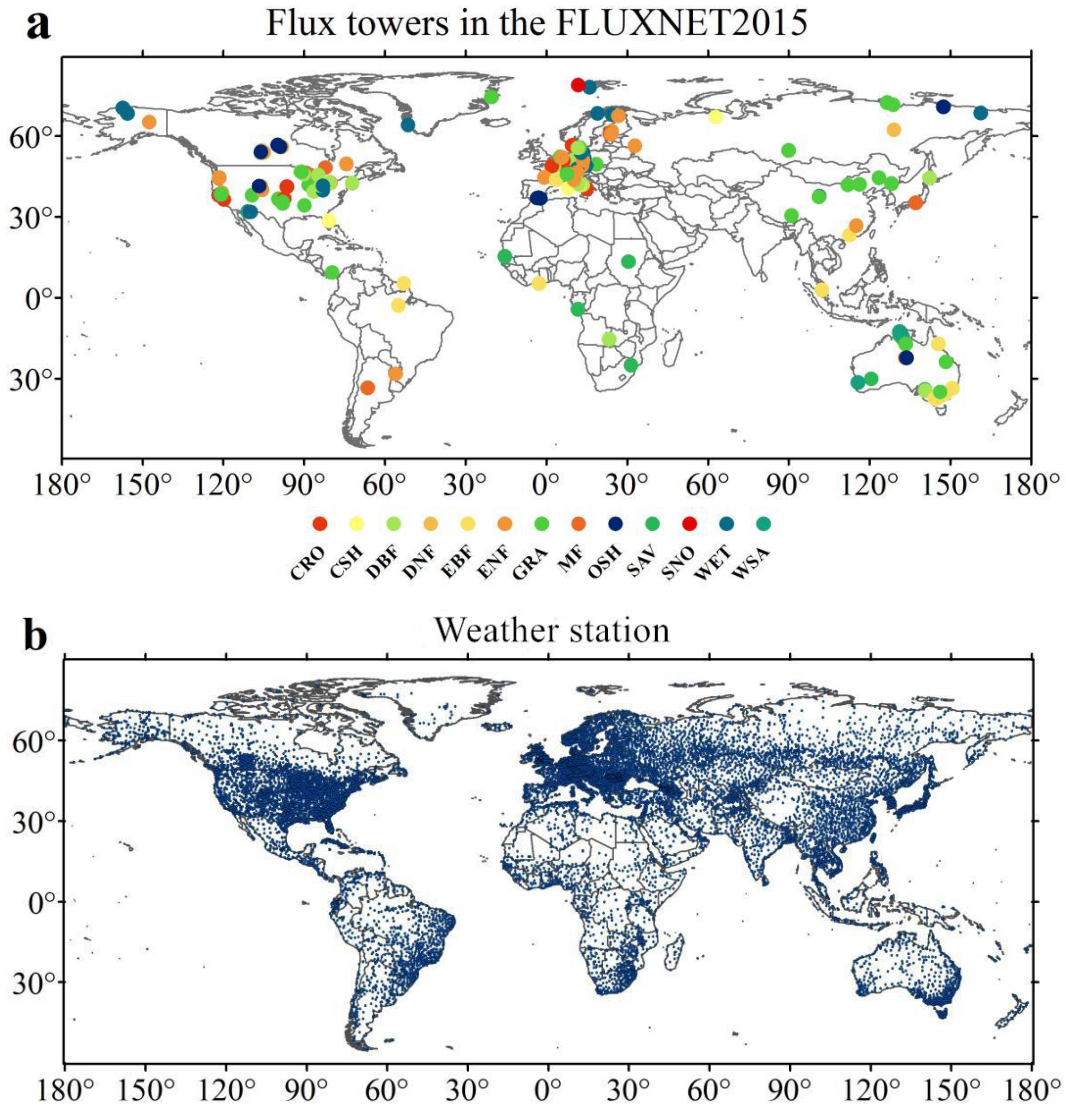 a Flux towers in the FLUXNET2015
60°
30°
0°
30°
180° 150° 120° 90° 60° 30° 0° 30° 60° 90° 120° 150° 180°
CRO CSH DBF DNF EBF ENF GRA MF OSH SAV SNO WET WSA
b Weather station
60°
30°
0°
30°
180° 150° 120° 90° 60° 30° 0° 30° 60° 90° 120° 150° 180°